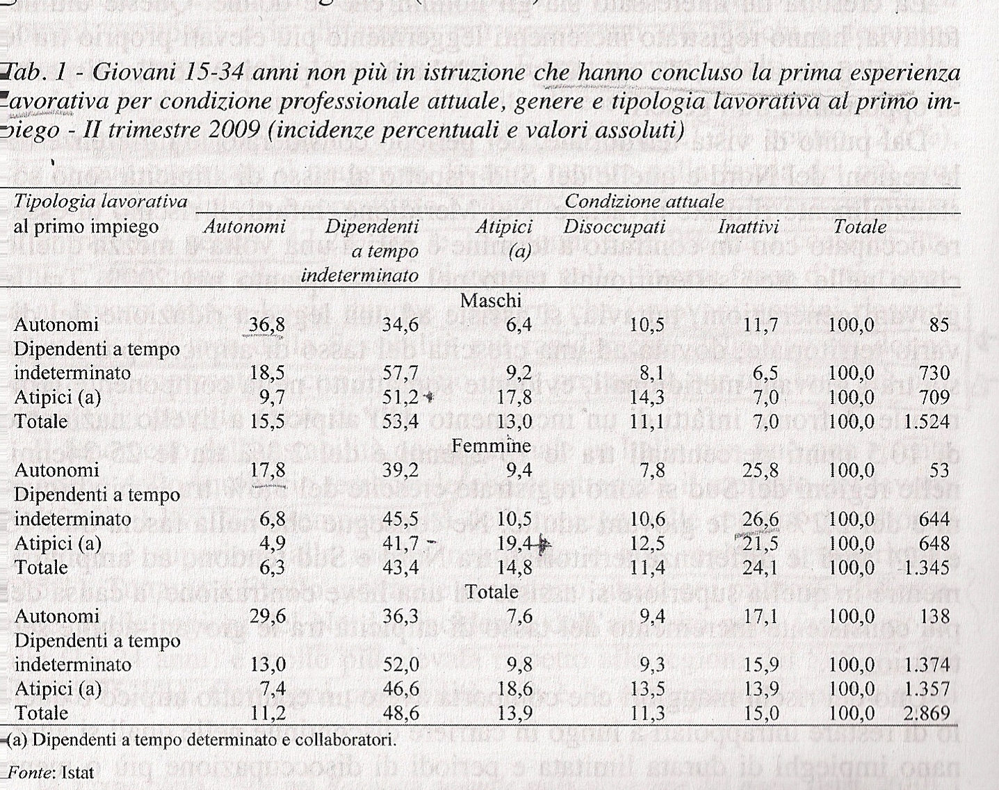 Tab. 1 - Giovani 15-34 anni non più in istruzione che hanno concluso la prima esperienza
lavorativa per condizione professionale attuale, genere e tipologia lavorativa al primo im-
piego - II trimestre 2009 (incidenze percentuali e valori assoluti)
Tipologia lavorativa Condizione attuale
al primo impiego Autonomi Dipendenti Atipici Disoccupati Inattivi Totale
a tempo (a)
indeterminato
Maschi
Autonomi 36,8 34,6 6,4 10,5 11,7 100,0 85
Dipendenti a tempo
indeterminato 18,5 57,7 9,2 8,1 6,5 100,0 730
Atipici (a) 9,7 51,2 17,8 14,3 7,0 100,0 709
Totale 15,5 53,4 13,0 11,1 7,0 100,0 1.524
Femmine
Autonomi 17,8 39,2 9,4 7,8 25,8 100,0 53
Dipendenti a tempo
indeterminato 6,8 45,5 10,5 10,6 26,6 100,0 644
Atipici (a) 4,9 41,7 19,4 12,5 21,5 100,0 648
Totale 6,3 43,4 14,8 11,4 24,1 100,0 1.345
Totale
Autonomi 29,6 36,3 7,6 9,4 17,1 100,0 138
Dipendenti a tempo
indeterminato 13,0 52,0 9,8 9,3 15,9 100,0 1.374
Atipici (a) 7,4 46,6 18,6 13,5 13,9 100,0 1.357
Totale 11,2 48,6 13,9 11,3 15,0 100,0 2.869
(a) Dipendenti a tempo determinato e collaboratori.
Fonte: Istat